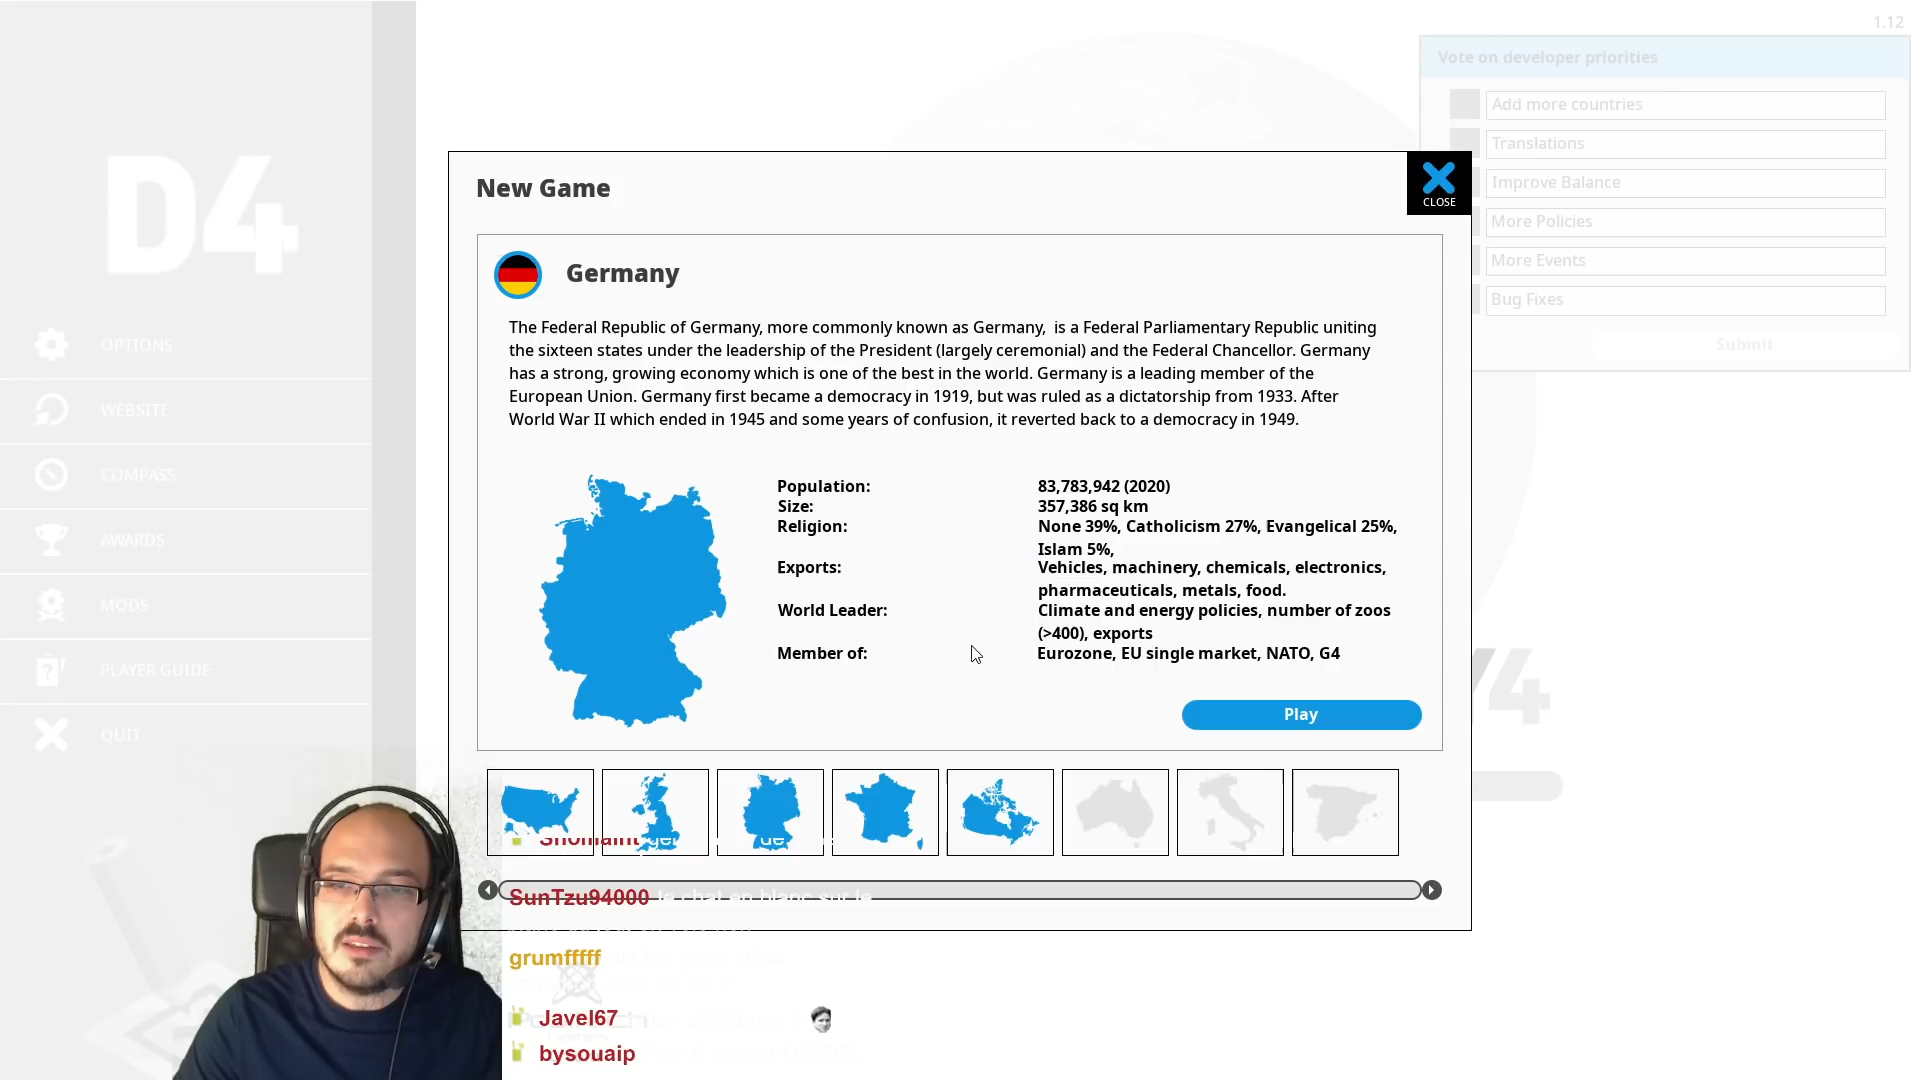 1.12
Vote on developer priorities
Add more countries
Translations
Improve Balance
More Policies
More Events
Bug Fixes
Submit
D4
OPTIONS
WEBSITE
COMPASS
AWARDS
MODS
PLAYER GUIDE
QUIT
New Game
CLOSE
Germany
The Federal Republic of Germany, more commonly known as Germany,  is a Federal Parliamentary Republic uniting
the sixteen states under the leadership of the President (largely ceremonial) and the Federal Chancellor. Germany
has a strong, growing economy which is one of the best in the world. Germany is a leading member of the
European Union. Germany first became a democracy in 1919, but was ruled as a dictatorship from 1933. After
World War II which ended in 1945 and some years of confusion, it reverted back to a democracy in 1949.
Population: 83,783,942 (2020)
Size: 357,386 sq km
Religion: None 39%, Catholicism 27%, Evangelical 25%,
Islam 5%,
Exports: Vehicles, machinery, chemicals, electronics,
pharmaceuticals, metals, food.
World Leader: Climate and energy policies, number of zoos
(>400), exports
Member of: Eurozone, EU single market, NATO, G4
Play
SunTzu94000 le chat en blanc sur le
grumfffff
Javel67
bysouaip